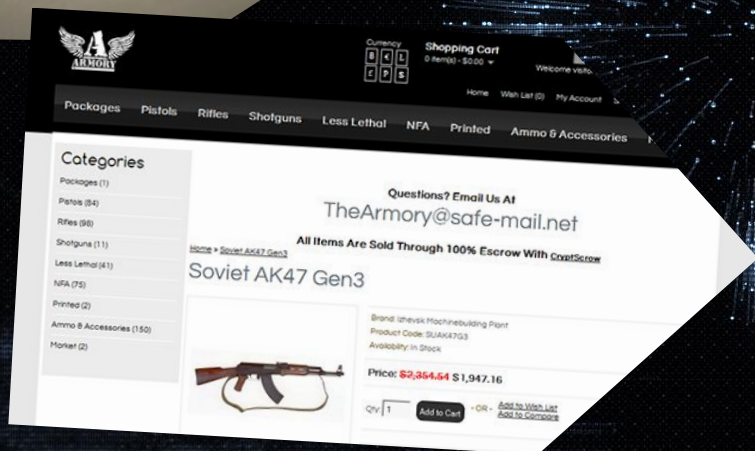 A
ARMORY
Currency
฿ € L
£ P $
Shopping Cart
0 item(s) - $0.00
Welcome visito
Home Wish List (0) My Account
Packages Pistols Rifles Shotguns Less Lethal NFA Printed Ammo & Accessories
Categories
Packages (1)
Pistols (84)
Rifles (98)
Shotguns (11)
Less Lethal (41)
NFA (75)
Printed (2)
Ammo & Accessories (150)
Market (2)
Questions? Email Us At
TheArmory@safe-mail.net
All Items Are Sold Through 100% Escrow With CryptScrow
Home » Soviet AK47 Gen3
Soviet AK47 Gen3
Brand: Izhevsk Machinebuilding Plant
Product Code: SUAK47G3
Availability: In Stock
Price: $2,354.54 $1,947.16
Qty: 1 Add to Cart - OR - Add to Wish List
Add to Compare